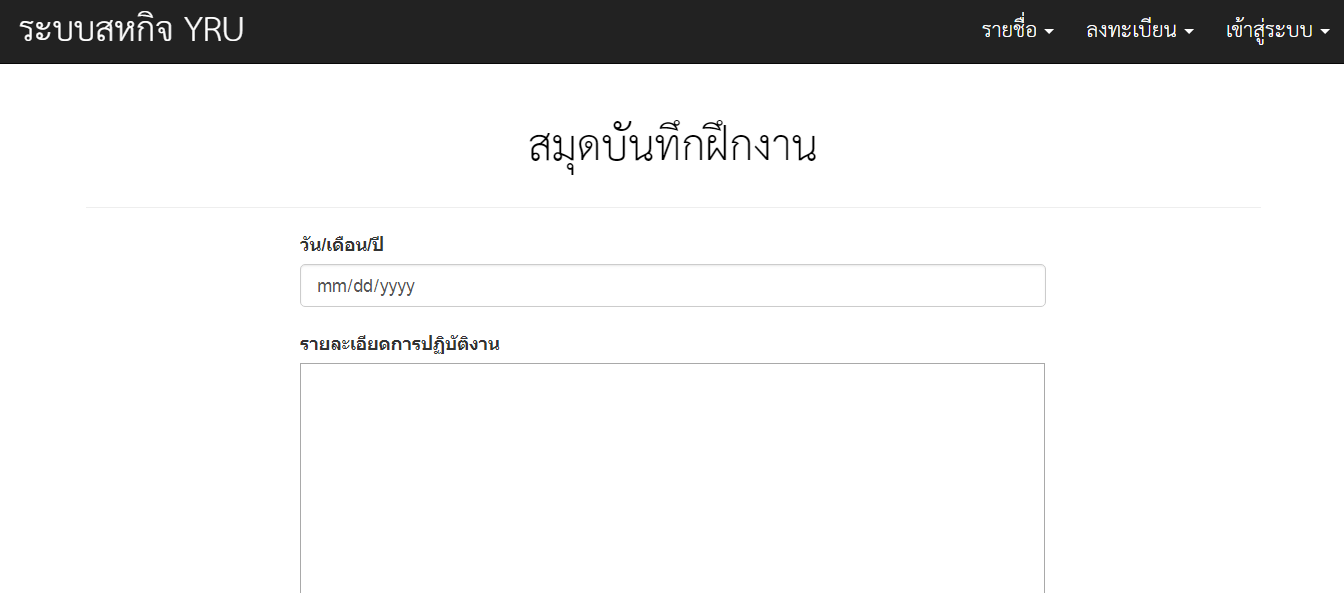 ระบบสหกิจ YRU
รายชื่อ ลงทะเบียน เข้าสู่ระบบ
สมุดบันทึกฝึกงาน
วัน/เดือน/ปี
mm/dd/yyyy
รายละเอียดการปฏิบัติงาน